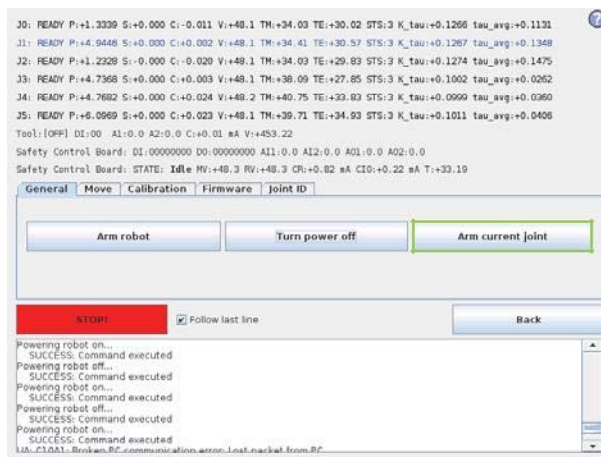 J0: READY P:+1.3339 S:+0.000 C:-0.011 V:+48.1 TM:+34.03 TE:+30.02 STS:3 K_tau:+0.1266 tau_avg:+0.1131
J1: READY P:+4.9446 S:+0.000 C:+0.002 V:+48.1 TM:+34.41 TE:+30.57 STS:3 K_tau:+0.1267 tau_avg:+0.1348
J2: READY P:+1.2328 S:-0.000 C:-0.020 V:+48.1 TM:+34.03 TE:+29.83 STS:3 K_tau:+0.1274 tau_avg:+0.1475
J3: READY P:+4.7368 S:+0.000 C:+0.003 V:+48.1 TM:+38.09 TE:+27.85 STS:3 K_tau:+0.1002 tau_avg:+0.0262
J4: READY P:+4.7682 S:+0.000 C:+0.024 V:+48.2 TM:+40.75 TE:+33.83 STS:3 K_tau:+0.0999 tau_avg:+0.0360
J5: READY P:+6.0969 S:+0.000 C:+0.023 V:+48.1 TM:+39.71 TE:+34.93 STS:3 K_tau:+0.1011 tau_avg:+0.0406
Tool:[OFF] DI:00 A1:0.0 A2:0.0 C:+0.01 mA V:+453.22
Safety Control Board: DI:00000000 DO:00000000 AI1:0.0 AI2:0.0 AO1:0.0 AO2:0.0
Safety Control Board: STATE: Idle MV:+48.3 RV:+48.3 CR:+0.82 mA CIO:+0.22 mA T:+33.19
General Move Calibration Firmware Joint ID
Arm robot Turn power off Arm current joint
STOP! Follow last line Back
Powering robot on...
SUCCESS: Command executed
Powering robot off...
SUCCESS: Command executed
Powering robot on...
SUCCESS: Command executed
Powering robot off...
SUCCESS: Command executed
Powering robot on...
SUCCESS: Command executed
UA: C10A1: Broken PC communication error: Lost packet from PC